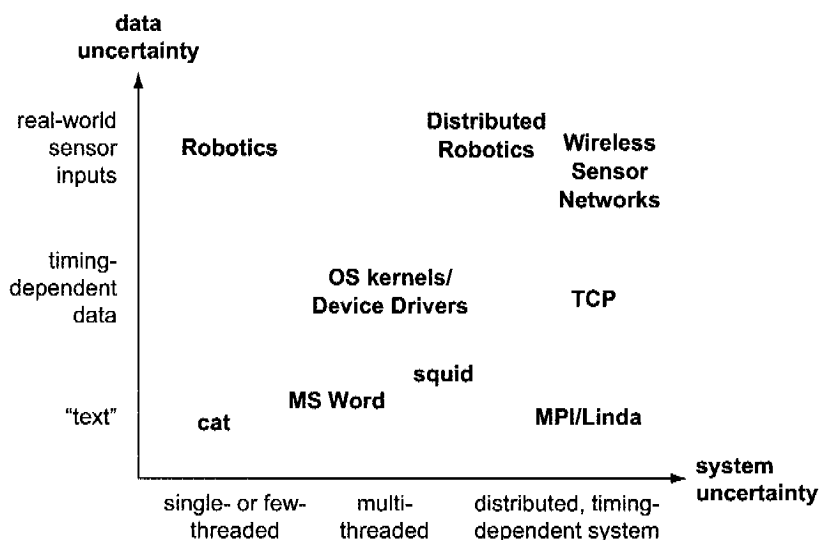 data
uncertainty
real-world
sensor
inputs
Robotics
Distributed
Robotics
Wireless
Sensor
Networks
timing-
dependent
data
OS kernels/
Device Drivers
TCP
squid
"text"
cat
MS Word
MPI/Linda
system
uncertainty
single- or few-
threaded
multi-
threaded
distributed, timing-
dependent system